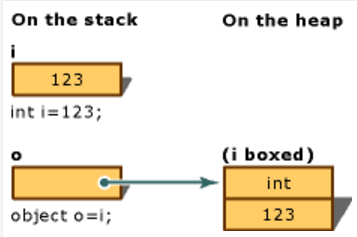 On the stack
On the heap
i
123
int i=123;
o
(i boxed)
int
object o=i;
123